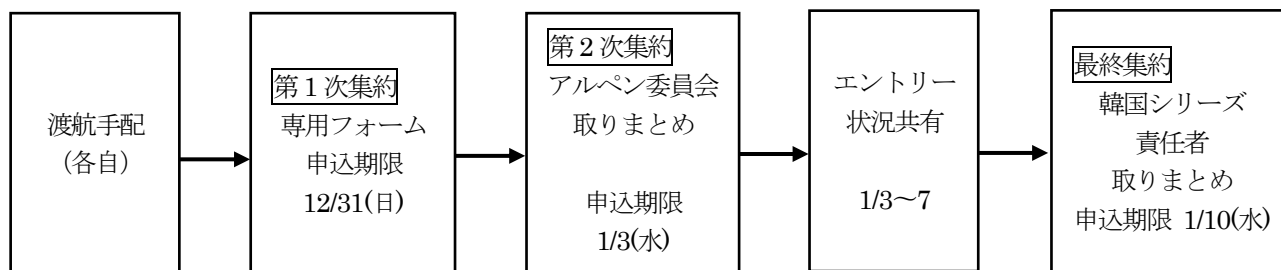 渡航手配
(各自)
第1次集約
専用フォーム
申込期限
12/31(日)
第2次集約
アルペン委員会
取りまとめ
申込期限
1/3(水)
エントリー
状況共有
1/3～7
最終集約
韓国シリーズ
責任者
取りまとめ
申込期限 1/10(水)